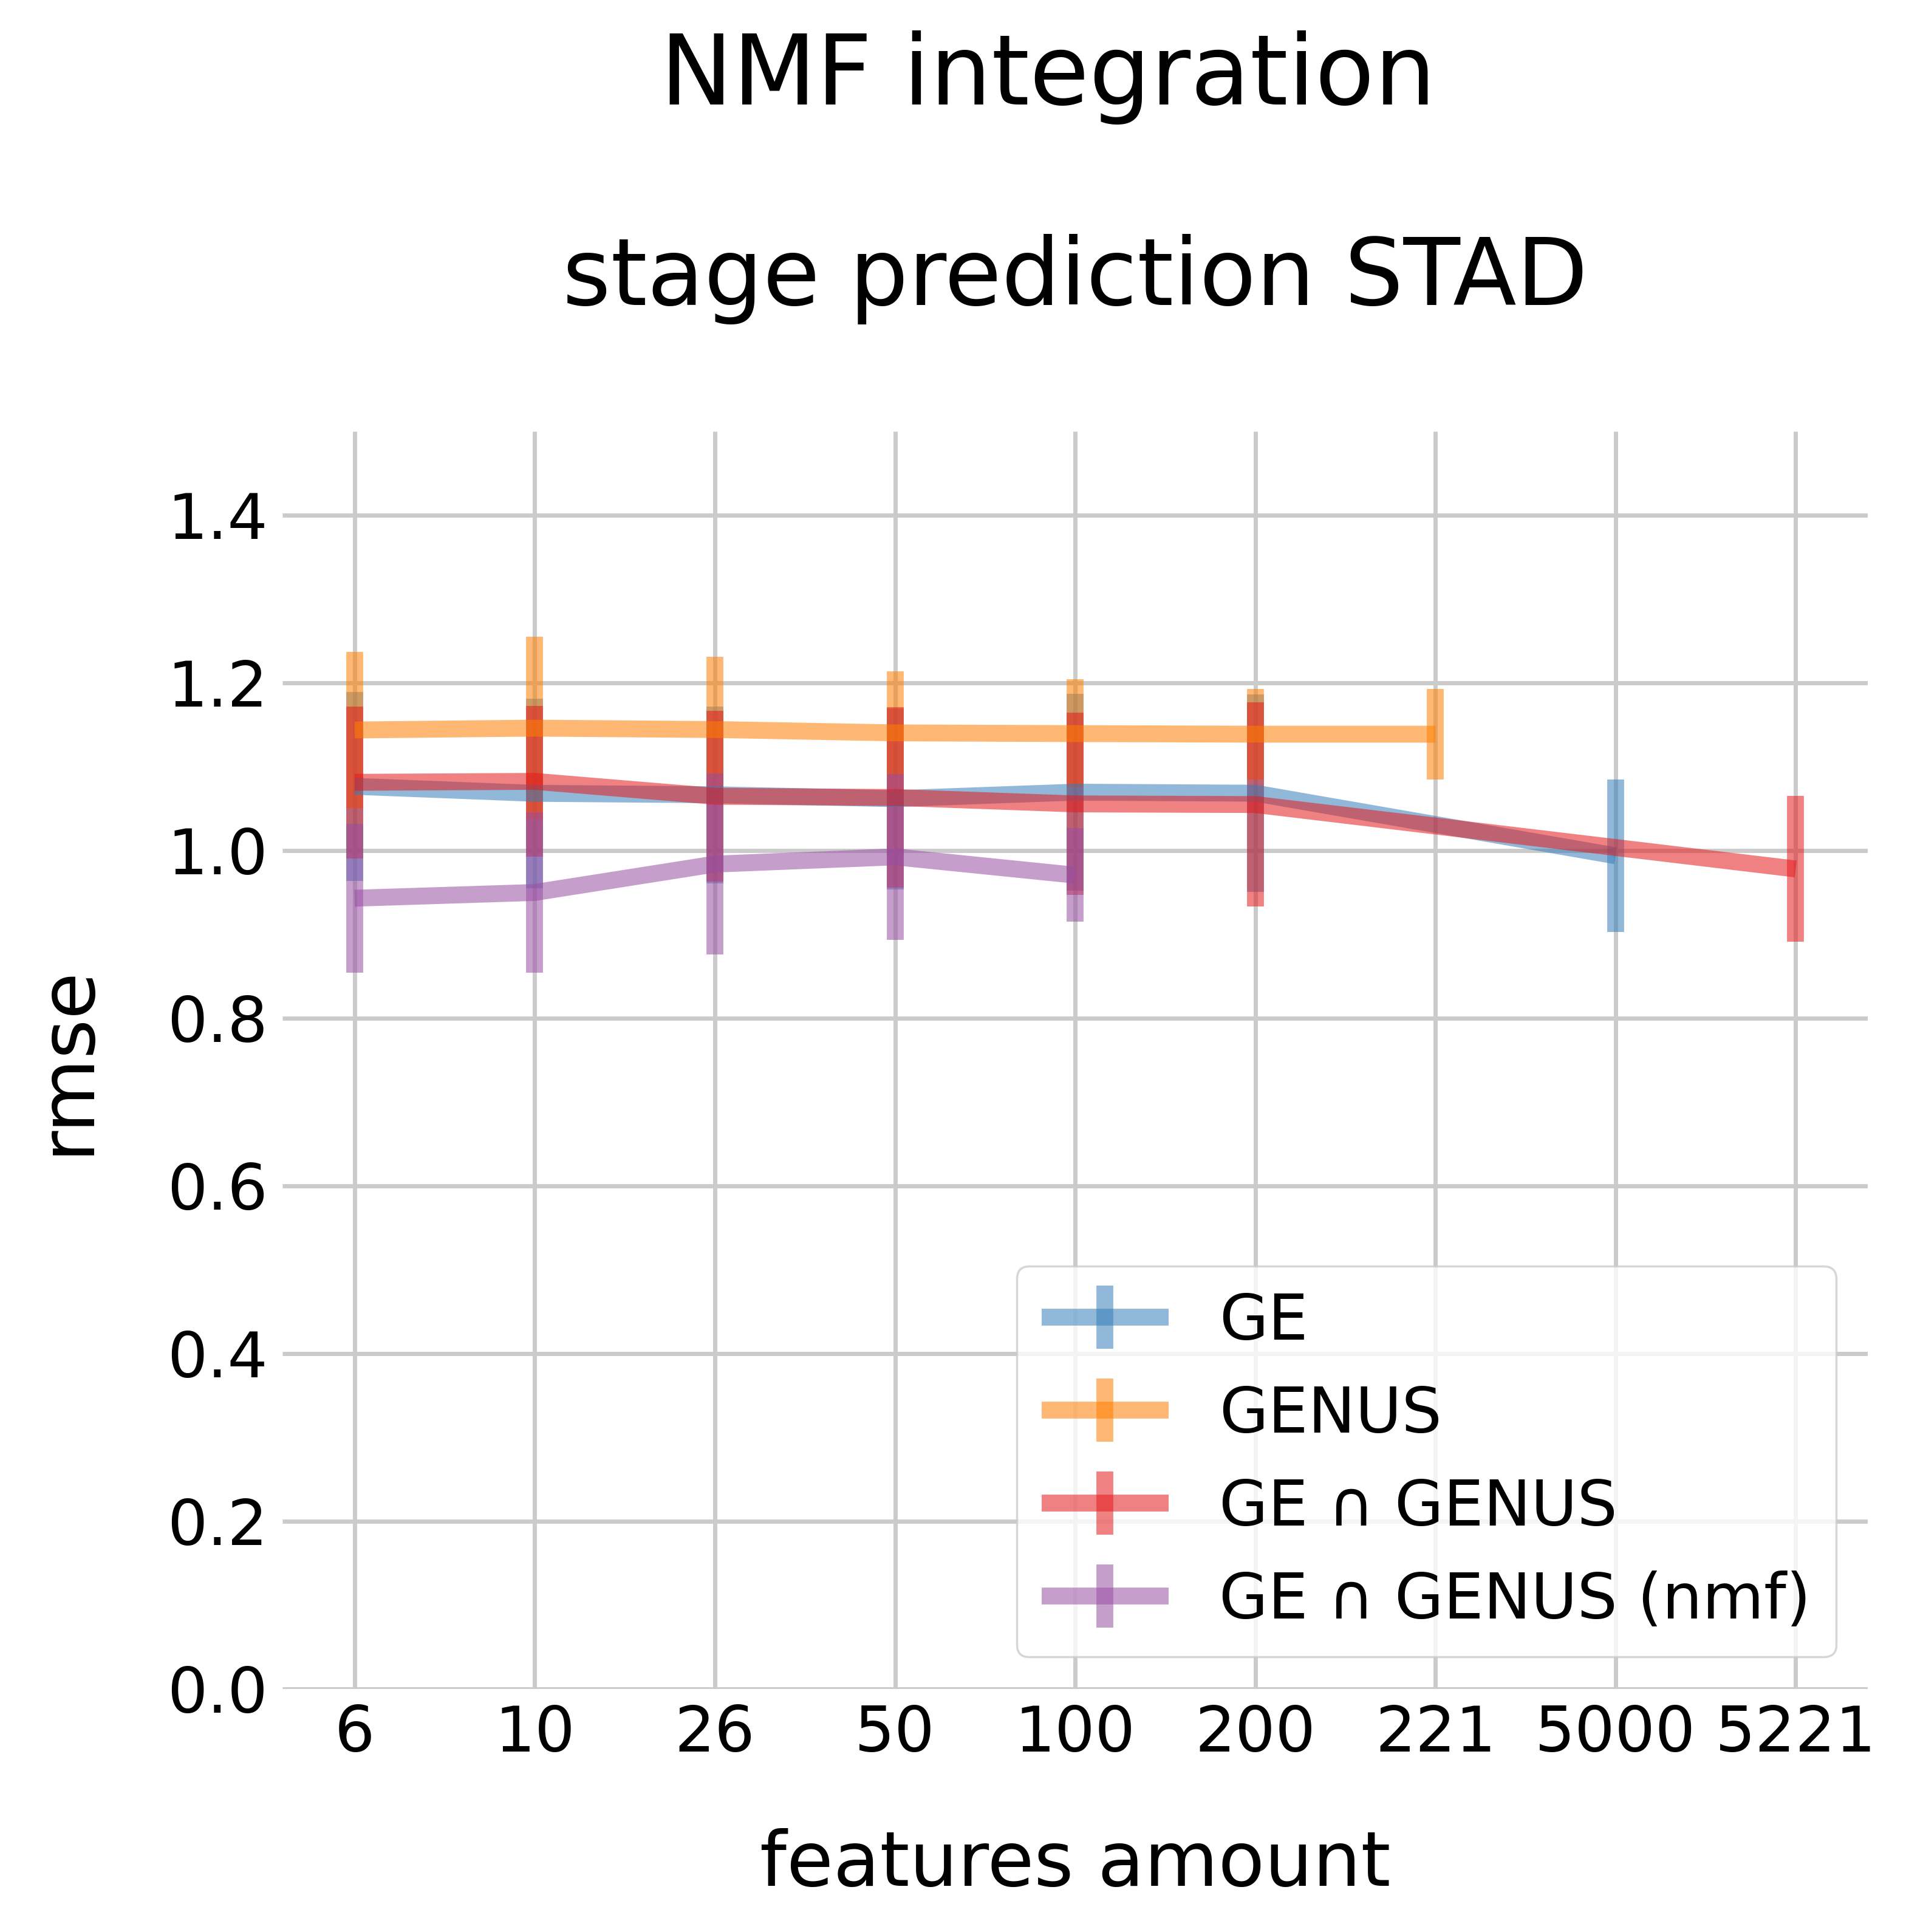 NMF integration
stage prediction STAD
1.4
1.2
1.0
0.8
0.6
0.4
0.2
0.0
rmse
GE
GENUS
GE ∩ GENUS
GE ∩ GENUS (nmf)
6 10 26 50 100 200 221 5000 5221
features amount